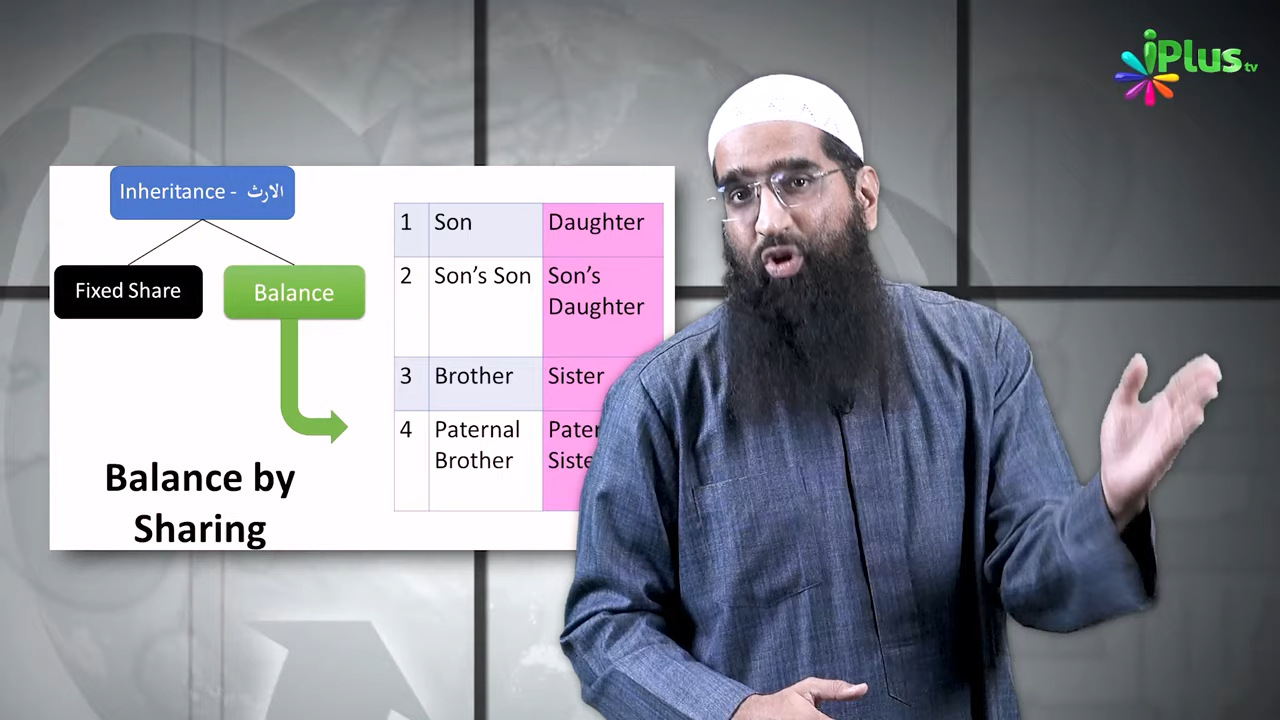 iPlus tv
Inheritance - الارث
Fixed Share
Balance
Balance by
Sharing
1 Son Daughter
2 Son's Son Son's
Daughter
3 Brother Sister
4 Paternal
Brother